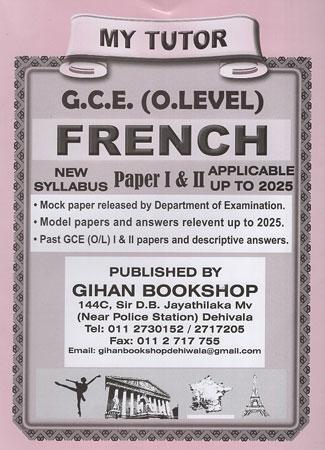 MY TUTOR
G.C.E. (O.LEVEL)
FRENCH
NEW SYLLABUS Paper I & II APPLICABLE UP TO 2025
• Mock paper released by Department of Examination.
• Model papers and answers relevent up to 2025.
• Past GCE (O/L) I & II papers and descriptive answers.
PUBLISHED BY
GIHAN BOOKSHOP
144C, Sir D.B. Jayathilaka Mv
(Near Police Station) Dehivala
Tel: 011 2730152 / 2717205
Fax: 011 2 717 755
Email: gihanbookshopdehiwala@gmail.com